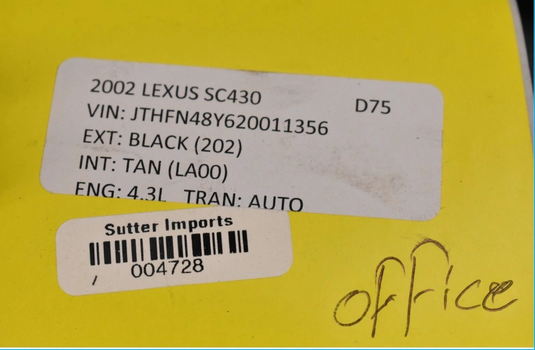 2002 LEXUS SC430 D75
VIN: JTHFN48Y620011356
EXT: BLACK (202)
INT: TAN (LA00)
ENG: 4.3L TRAN: AUTO
Sutter Imports
004728
office